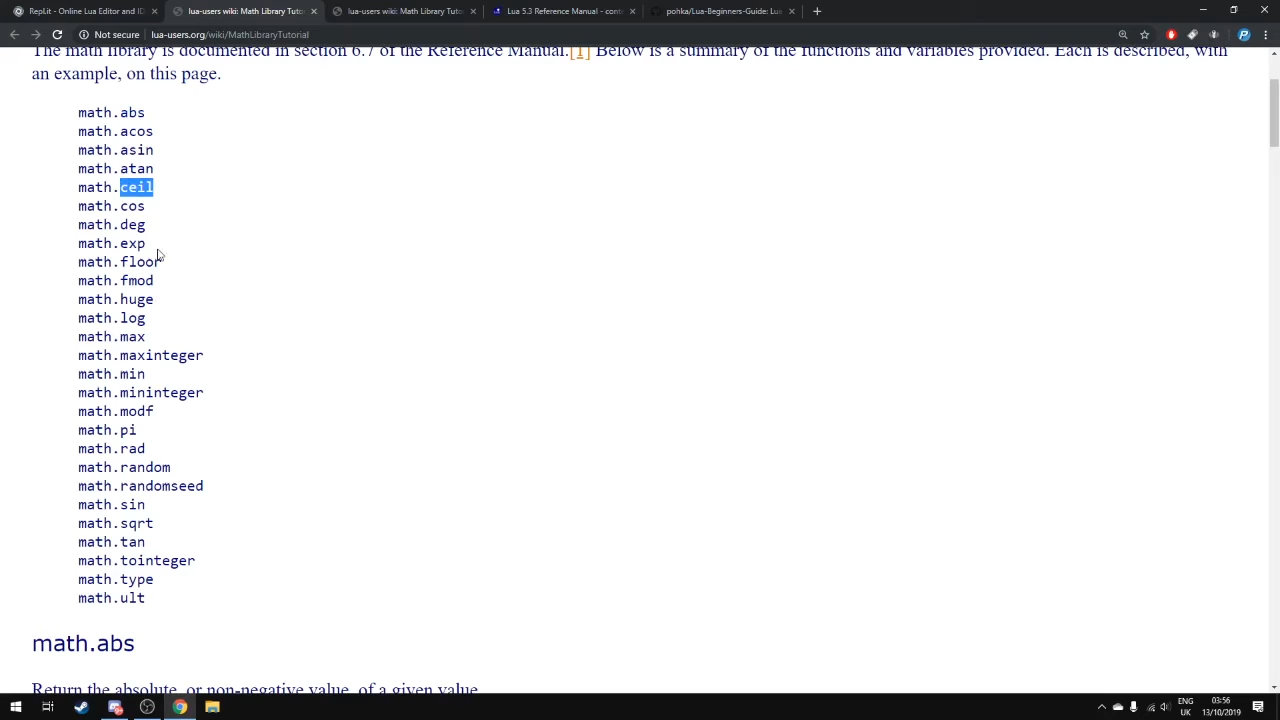 Repl.it - Online Editor and ID
lua-users wiki: Math Library Tuto
lua-users wiki: Math Library Tuto
Lua 5.3 Reference Manual - cont
pohka/Lua-Beginners-Guide: Lu
Not secure | lua-users.org/wiki/MathLibraryTutorial
The math library is documented in section 6.7 of the Reference Manual.[1] Below is a summary of the functions and variables provided. Each is described, with
an example, on this page.
math.abs
math.acos
math.asin
math.atan
math.ceil
math.cos
math.deg
math.exp
math.floor
math.fmod
math.huge
math.log
math.max
math.maxinteger
math.min
math.mininteger
math.modf
math.pi
math.rad
math.random
math.randomseed
math.sin
math.sqrt
math.tan
math.tointeger
math.type
math.ult
math.abs
Return the absolute, or non-negative value, of a given value.
ENG 03:56
UK 13/10/2019